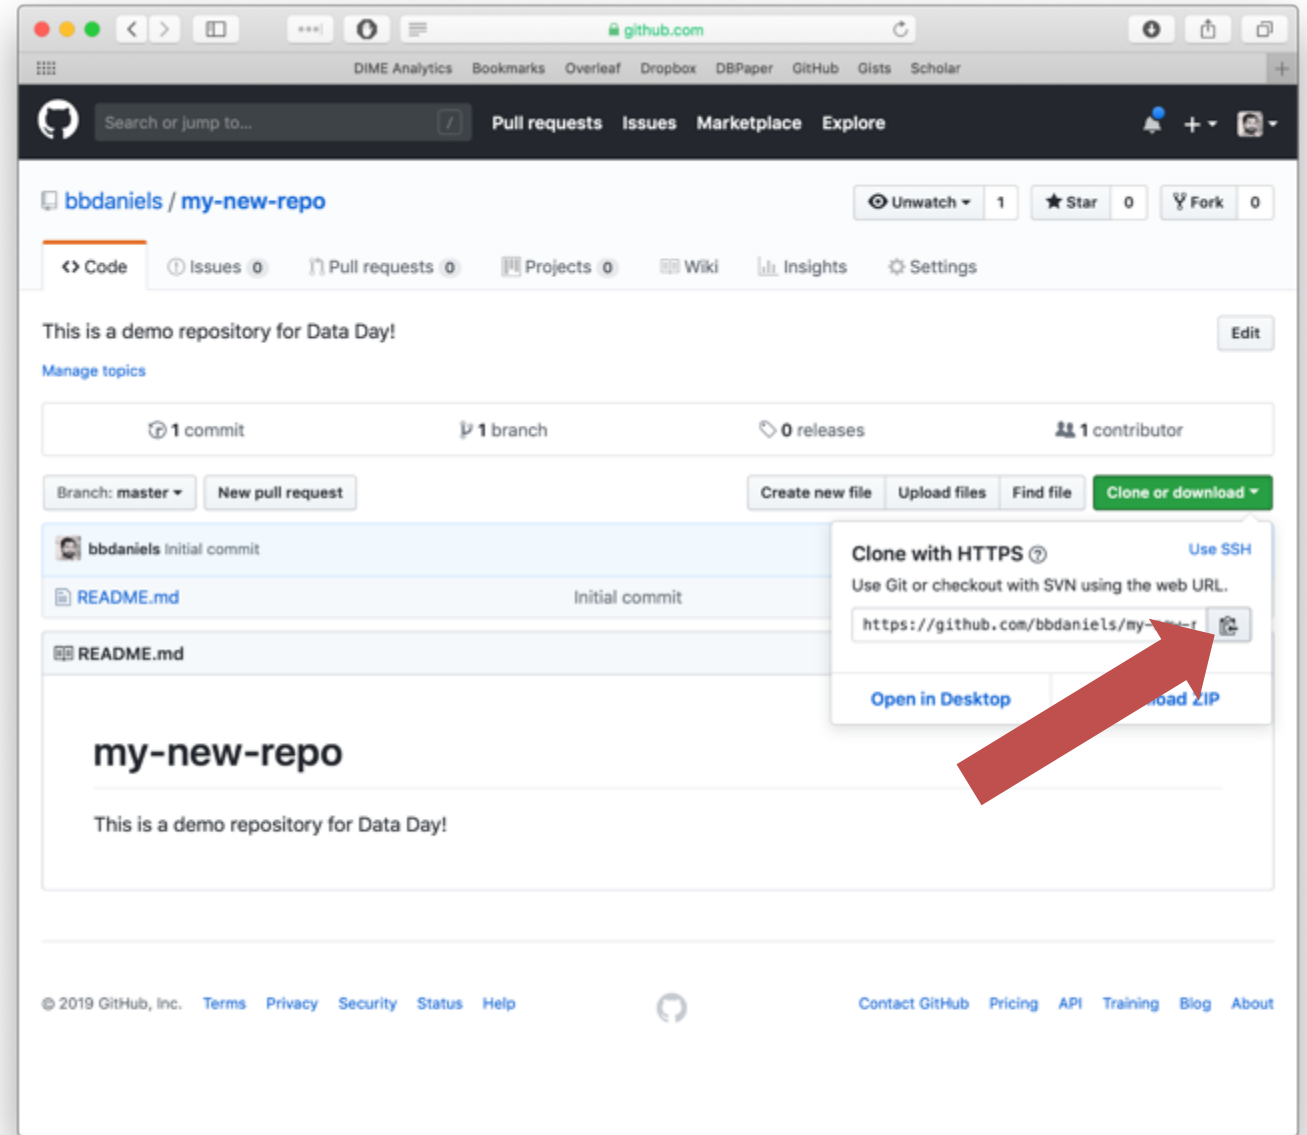 github.com
DIME Analytics Bookmarks Overleaf Dropbox DBPaper GitHub Gists Scholar
Search or jump to... / Pull requests Issues Marketplace Explore
bbdaniels / my-new-repo Unwatch 1 Star 0 Fork 0
Code Issues 0 Pull requests 0 Projects 0 Wiki Insights Settings
This is a demo repository for Data Day! Edit
Manage topics
1 commit 1 branch 0 releases 1 contributor
Branch: master New pull request Create new file Upload files Find file Clone or download
bbdaniels Initial commit
Clone with HTTPS Use SSH
Use Git or checkout with SVN using the web URL.
README.md Initial commit
https://github.com/bbdaniels/my-
README.md
Open in Desktop ZIP
my-new-repo
This is a demo repository for Data Day!
© 2019 GitHub, Inc. Terms Privacy Security Status Help Contact GitHub Pricing API Training Blog About